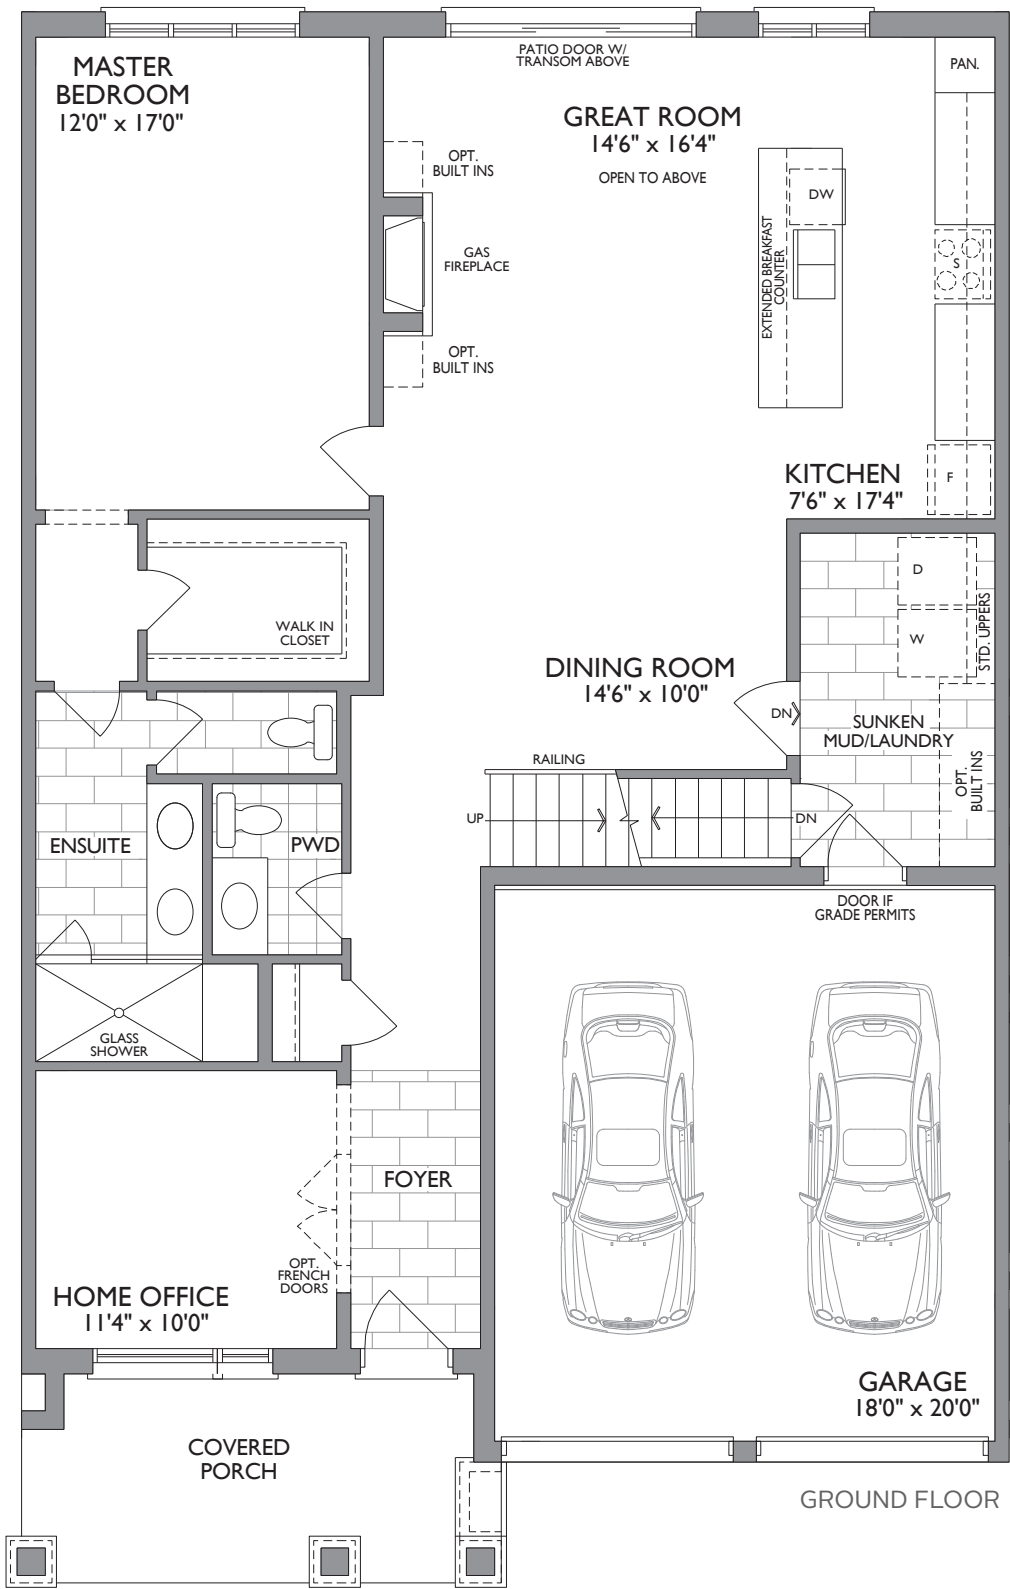 PATIO DOOR W/
TRANSOM ABOVE
MASTER
BEDROOM
12'0" x 17'0"
PAN.
GREAT ROOM
14'6" x 16'4"
OPEN TO ABOVE
OPT.
BUILT INS
DW
GAS
FIREPLACE
EXTENDED BREAKFAST
COUNTER
S
OPT.
BUILT INS
KITCHEN
7'6" x 17'4"
F
D
W
STD. UPPERS
WALK IN
CLOSET
DINING ROOM
14'6" x 10'0"
DN
SUNKEN
MUD/LAUNDRY
OPT.
BUILT INS
RAILING
UP
DN
ENSUITE
PWD
DOOR IF
GRADE PERMITS
GLASS
SHOWER
FOYER
OPT.
FRENCH
DOORS
HOME OFFICE
11'4" x 10'0"
GARAGE
18'0" x 20'0"
COVERED
PORCH
GROUND FLOOR